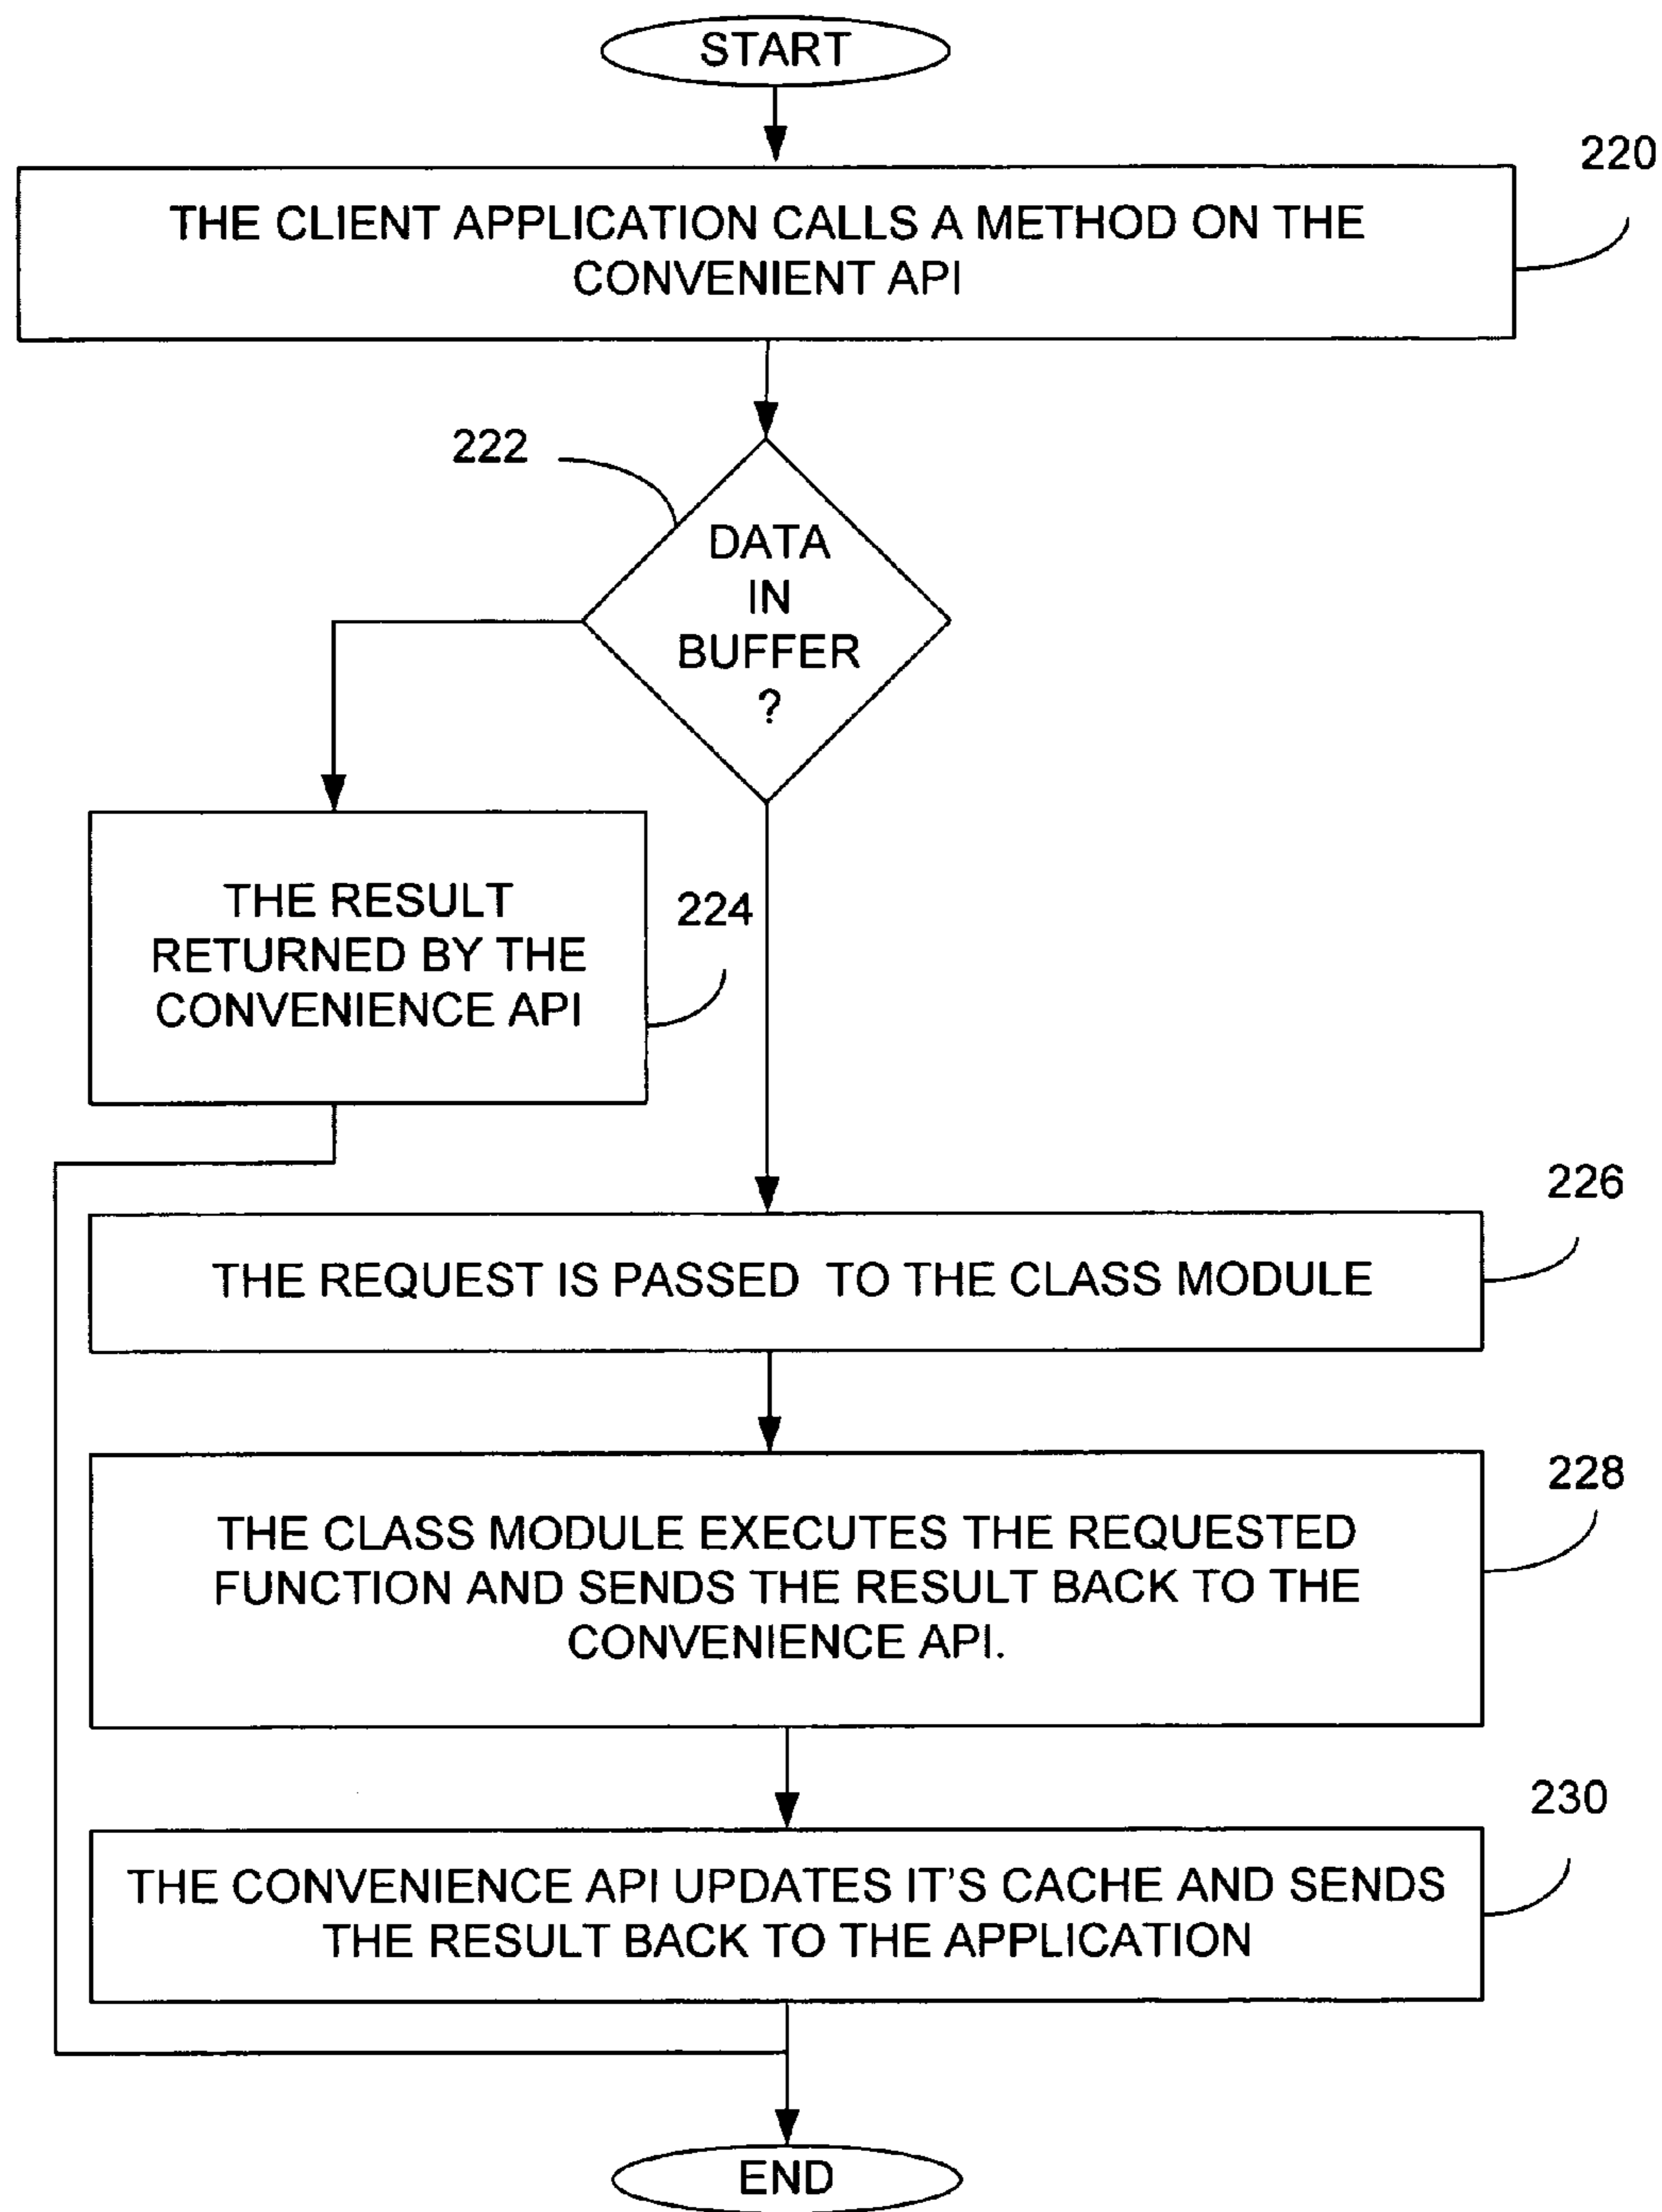 START
220
THE CLIENT APPLICATION CALLS A METHOD ON THE
CONVENIENT API
222
DATA
IN
BUFFER
?
THE RESULT
RETURNED BY THE
CONVENIENCE API
224
226
THE REQUEST IS PASSED TO THE CLASS MODULE
228
THE CLASS MODULE EXECUTES THE REQUESTED
FUNCTION AND SENDS THE RESULT BACK TO THE
CONVENIENCE API.
230
THE CONVENIENCE API UPDATES IT'S CACHE AND SENDS
THE RESULT BACK TO THE APPLICATION
END